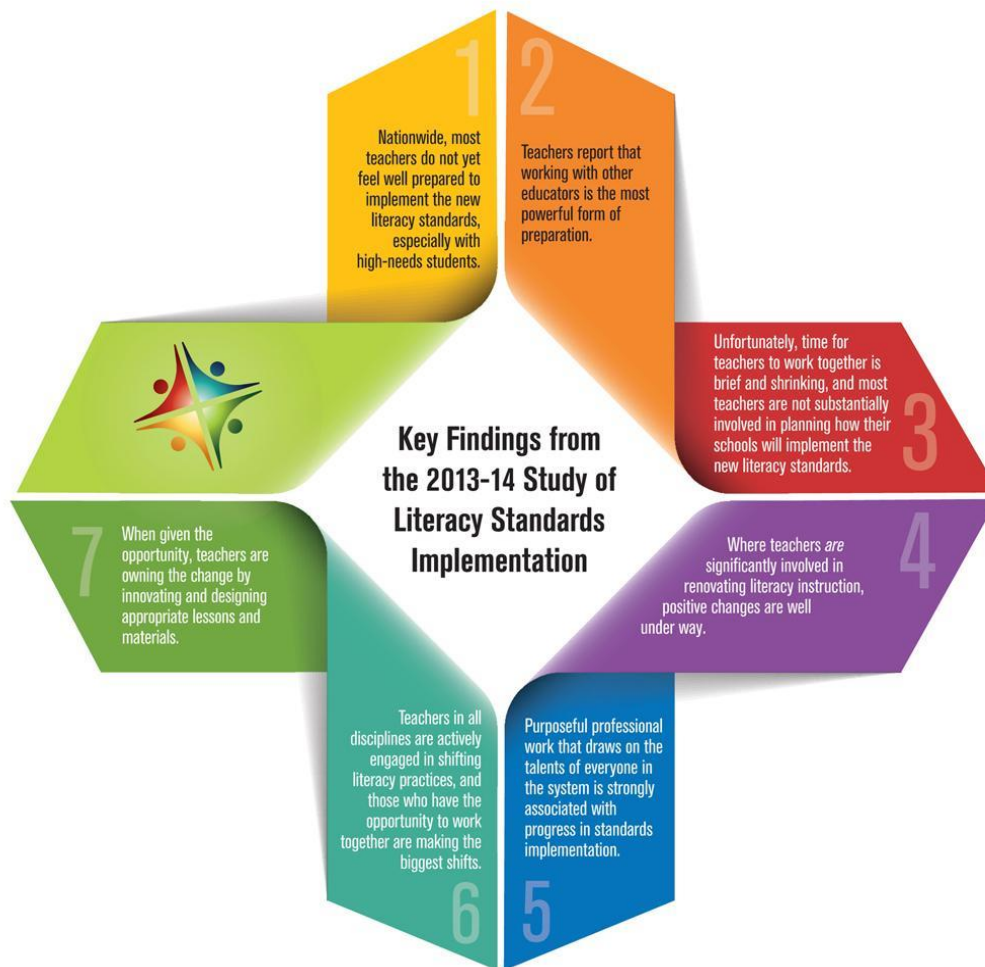 1
Nationwide, most
teachers do not yet
feel well prepared to
implement the new
literacy standards,
especially with
high-needs students.
2
Teachers report that
working with other
educators is the most
powerful form of
preparation.
Unfortunately, time for
teachers to work together is
brief and shrinking, and most
teachers are not substantially
involved in planning how their
schools will implement the
new literacy standards.
3
Key Findings from
the 2013-14 Study of
Literacy Standards
Implementation
Where teachers are
significantly involved in
renovating literacy instruction,
positive changes are well
under way.
4
Purposeful professional
work that draws on the
talents of everyone in
the system is strongly
associated with
progress in standards
implementation.
5
Teachers in all
disciplines are actively
engaged in shifting
literacy practices, and
those who have the
opportunity to work
together are making the
biggest shifts.
6
7
When given the
opportunity, teachers are
owning the change by
innovating and designing
appropriate lessons and
materials.